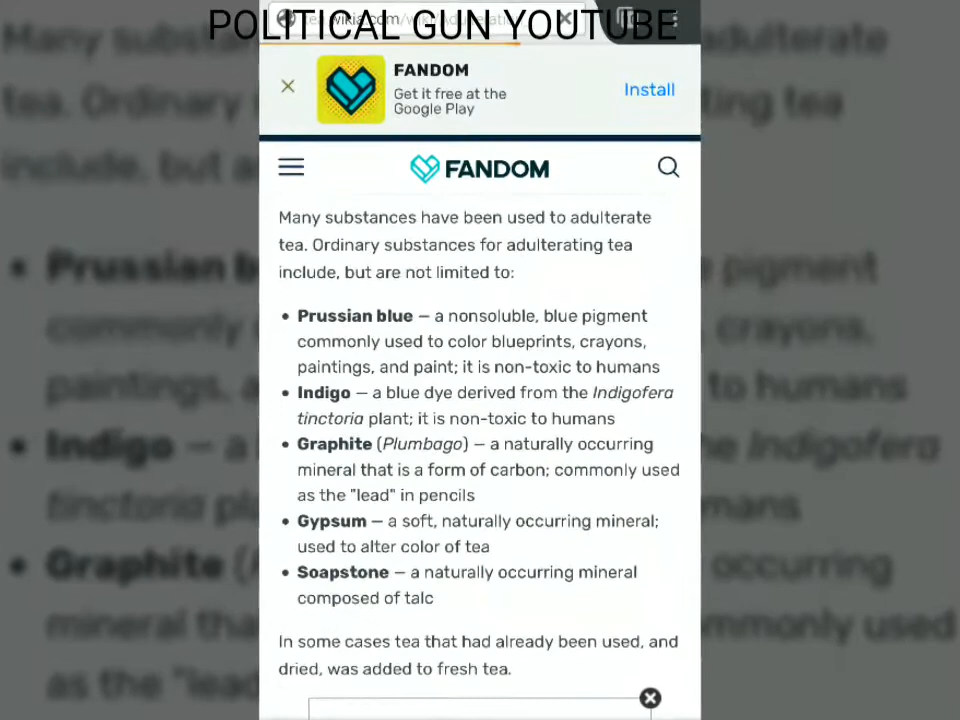 POLITICAL GUN YOUTUBE
FANDOM
Get it free at the
Google Play
Install
FANDOM
Many substances have been used to adulterate
tea. Ordinary substances for adulterating tea
include, but are not limited to:
• Prussian blue — a nonsoluble, blue pigment
commonly used to color blueprints, crayons,
paintings, and paint; it is non-toxic to humans
• Indigo — a blue dye derived from the Indigofera
tinctoria plant; it is non-toxic to humans
• Graphite (Plumbago) — a naturally occurring
mineral that is a form of carbon; commonly used
as the "lead" in pencils
• Gypsum — a soft, naturally occurring mineral;
used to alter color of tea
• Soapstone — a naturally occurring mineral
composed of talc
In some cases tea that had already been used, and
dried, was added to fresh tea.